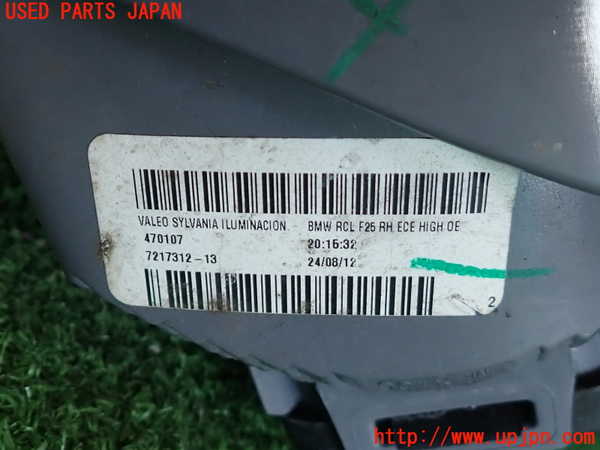 USED PARTS JAPAN
VALEO SYLVANIA ILUMINACION BMW RCL F25 RH ECE HIGH OE
470107 20:15:32
7217312-13 24/08/12
2
http://www.upjpn.com/